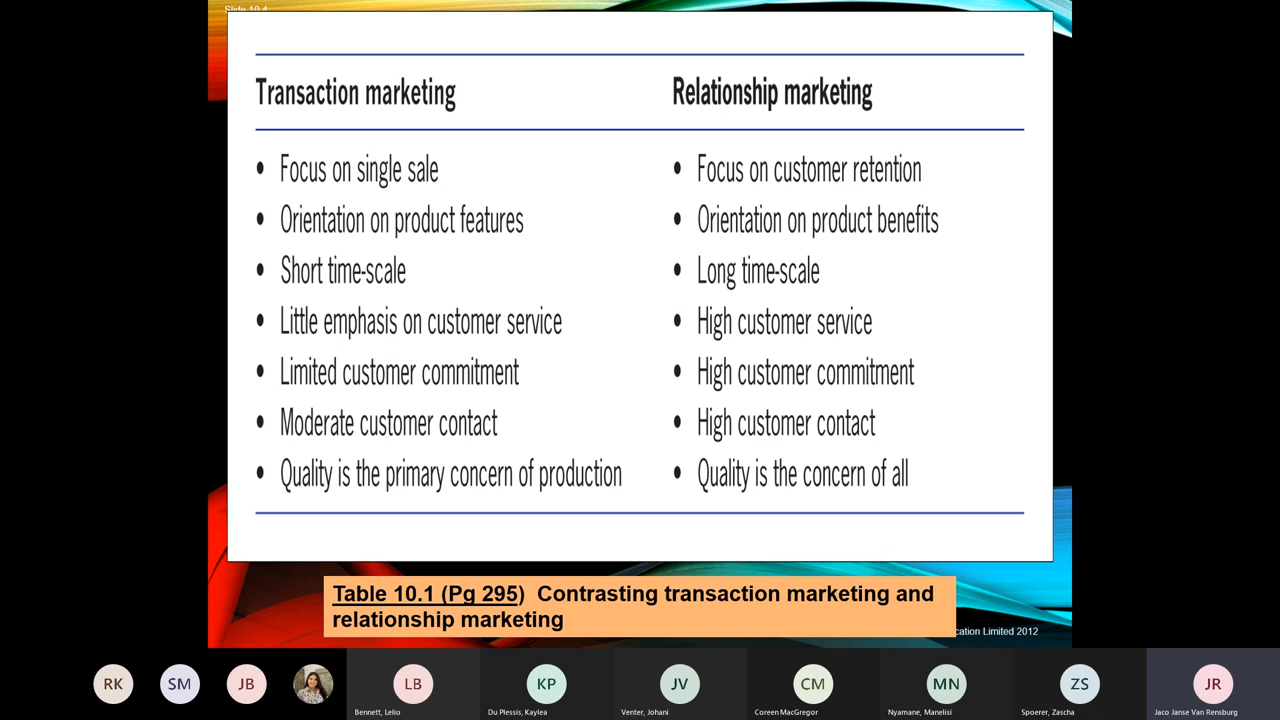 Slide 10.4
Transaction marketing
Relationship marketing
• Focus on single sale
• Focus on customer retention
• Orientation on product features
• Orientation on product benefits
• Short time-scale
• Long time-scale
• Little emphasis on customer service
• High customer service
• Limited customer commitment
• High customer commitment
• Moderate customer contact
• High customer contact
• Quality is the primary concern of production
• Quality is the concern of all
Table 10.1 (Pg 295) Contrasting transaction marketing and
relationship marketing
Limited 2012
RK
SM
JB
LB
KP
JV
CM
MN
ZS
JR
Bennett, Lelio
Du Plessis, Kaylea
Venter, Johani
Coreen MacGregor
Nyamane, Manelisi
Spoerer, Zascha
Jaco Janse Van Rensburg